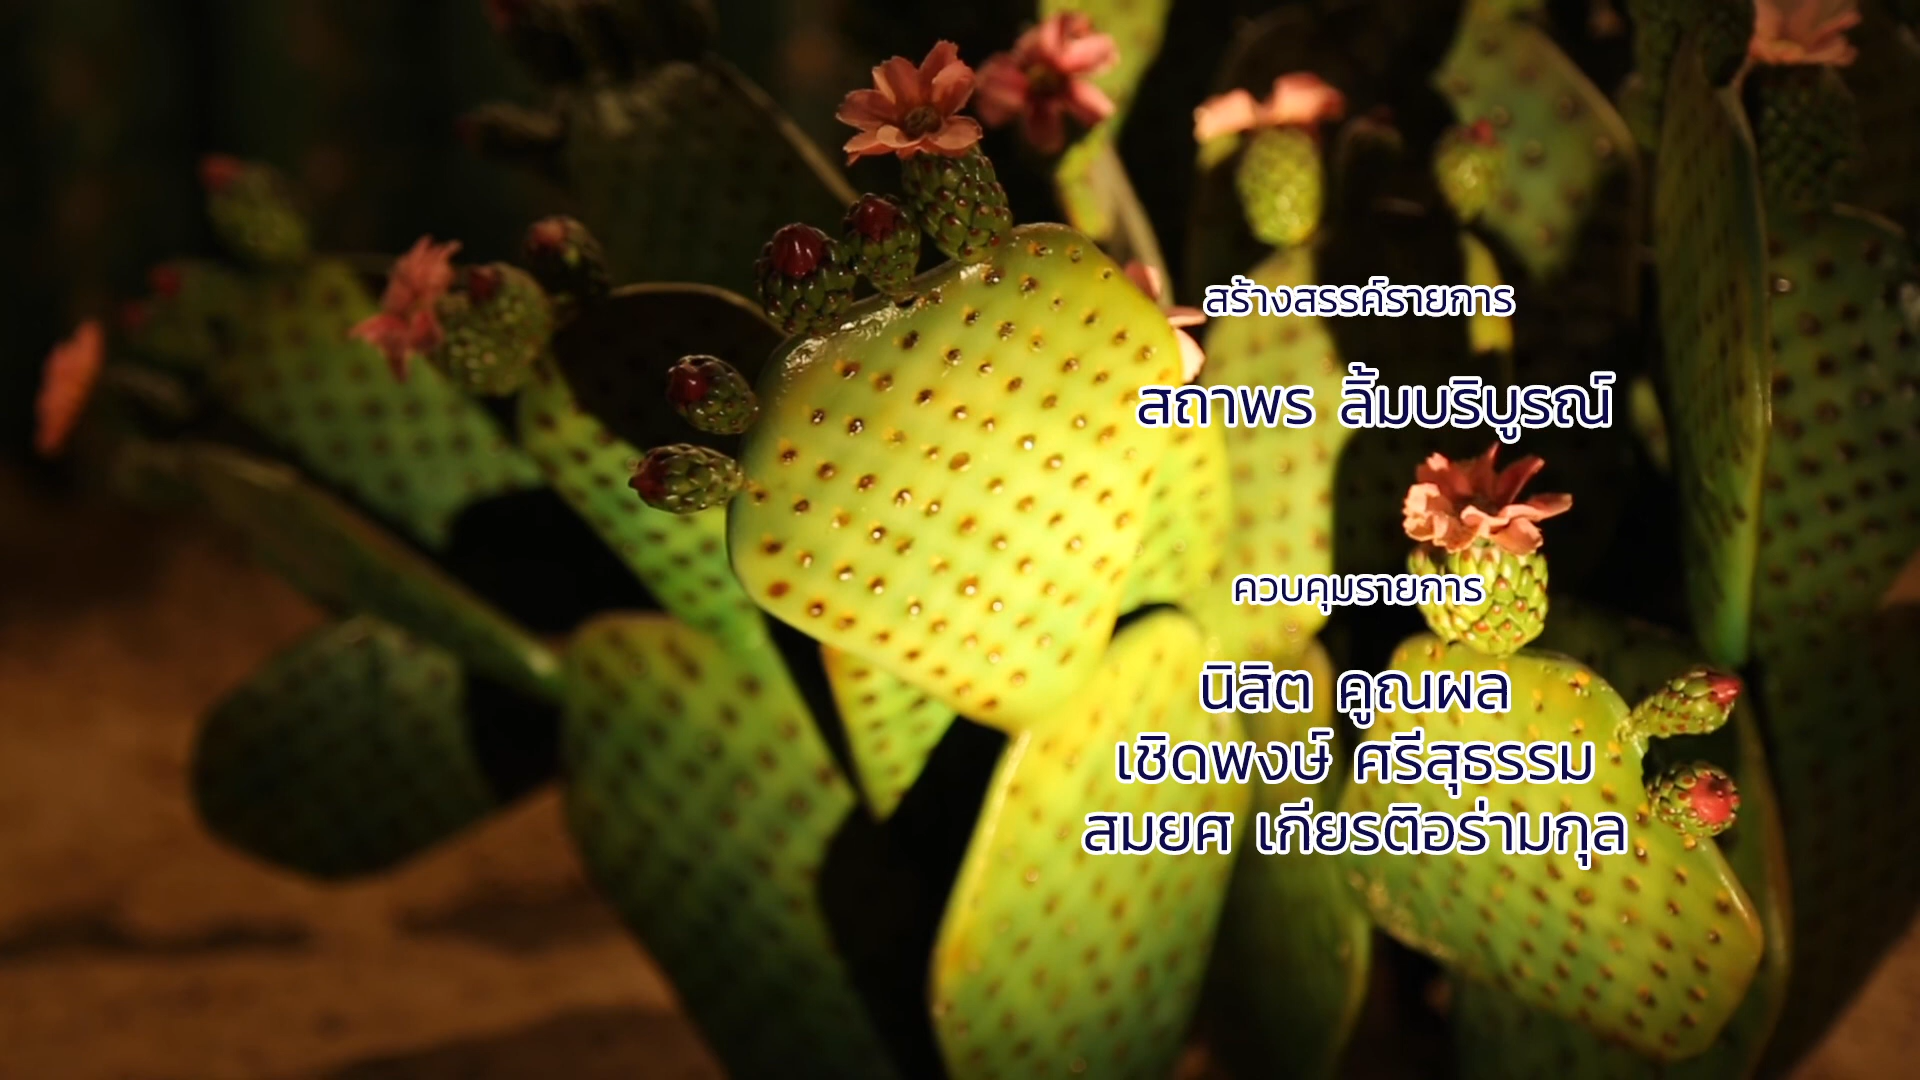 สร้างสรรค์รายการ
สถาพร ลิ้มบริบูรณ์
ควบคุมรายการ
นิสิต คูณผล
เชิดพงษ์ ศรีสุธรรม
สมยศ เกียรติอร่ามกุล